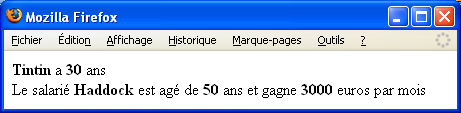 Mozilla Firefox
Fichier Édition Affichage Historique Marque-pages Outils ?
Tintin a 30 ans
Le salarié Haddock est agé de 50 ans et gagne 3000 euros par mois